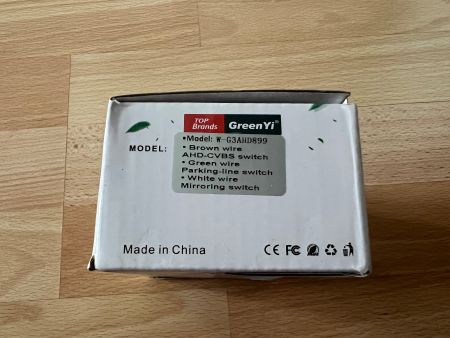 TOP Brands GreenYi®
MODEL:
•Model: W-G3AHD899
• Brown wire
AHD-CVBS switch
• Green wire
Parking-line switch
• White wire
Mirroring switch
Made in China
CE FC